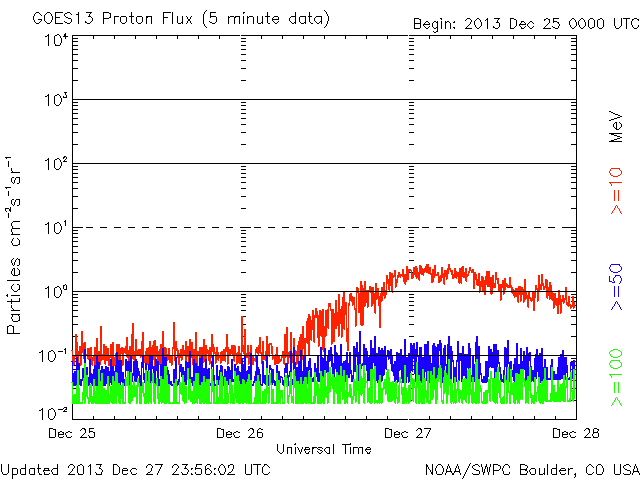 GOES13 Proton Flux (5 minute data)
Begin: 2013 Dec 25 0000 UTC
10⁴
10³
10²
10¹
10⁰
10⁻¹
10⁻²
Particles cm⁻²s⁻¹sr⁻¹
MeV
>=10
>=50
>=100
Dec 25
Dec 26
Dec 27
Dec 28
Universal Time
Updated 2013 Dec 27 23:56:02 UTC
NOAA/SWPC Boulder, CO USA